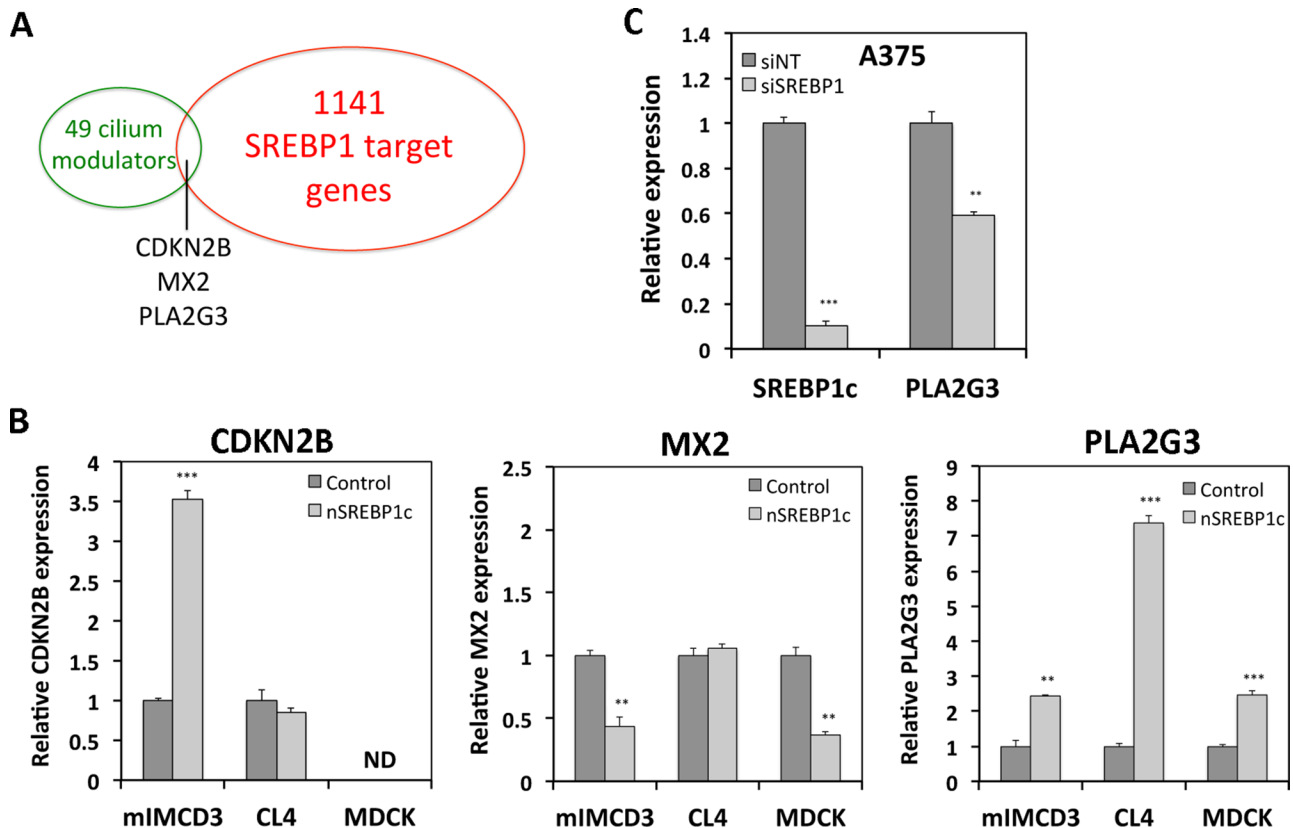 A
49 cilium
modulators
1141
SREBP1 target
genes
CDKN2B
MX2
PLA2G3
C
A375
siNT
siSREBP1
Relative expression
1.4
1.2
1
0.8
0.6
0.4
0.2
0
***
**
SREBP1c
PLA2G3
B
CDKN2B
Control
nSREBP1c
Relative CDKN2B expression
4
3.5
3
2.5
2
1.5
1
0.5
0
***
ND
mIMCD3
CL4
MDCK
MX2
Control
nSREBP1c
Relative MX2 expression
2.5
2
1.5
1
0.5
0
**
**
mIMCD3
CL4
MDCK
PLA2G3
Control
nSREBP1c
Relative PLA2G3 expression
9
8
7
6
5
4
3
2
1
0
**
***
***
mIMCD3
CL4
MDCK